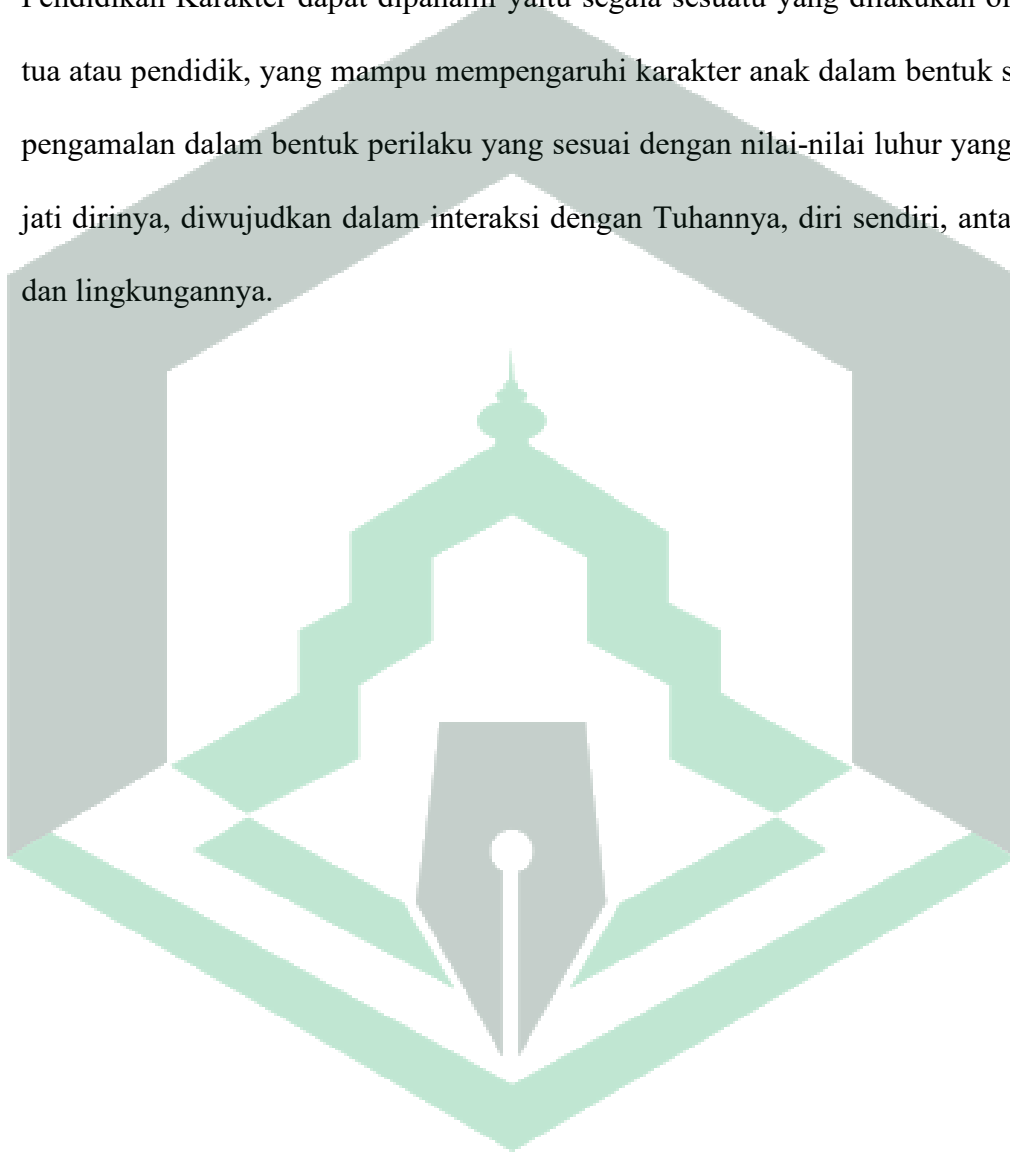 Pendidikan Karakter dapat dipahami yaitu segala sesuatu yang dilakukan
tua atau pendidik, yang mampu mempengaruhi karakter anak dalam bentuk
pengamalan dalam bentuk perilaku yang sesuai dengan nilai-nilai luhur yang
jati dirinya, diwujudkan dalam interaksi dengan Tuhannya, diri sendiri,
dan lingkungannya.